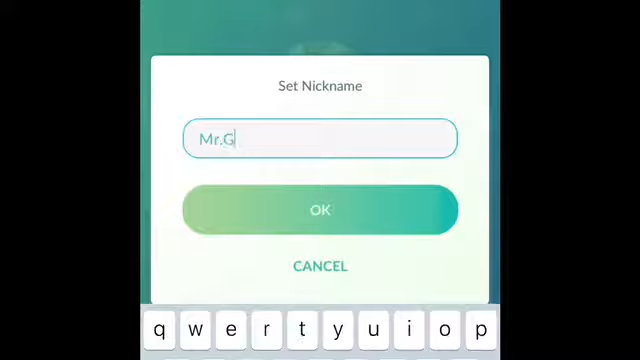 Set Nickname
Mr.G
OK
CANCEL
q w e r t y u i o p